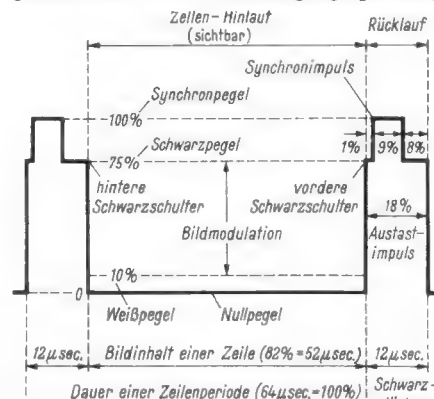 Zeilen-Hinlauf
(sichtbar)
Rücklauf
Synchronimpuls
100%
Synchronpegel
1%
9%
8%
75%
Schwarzpegel
hintere
Schwarzschulter
vordere
Schwarzschulter
18%
Bildmodulation
Austast-
impuls
10%
0
Weißpegel
Nullpegel
12μsec.
Bildinhalt einer Zeile (82%=52μsec.)
12μsec.
Dauer einer Zeilenperiode (64μsec.=100%)
Schwarz-